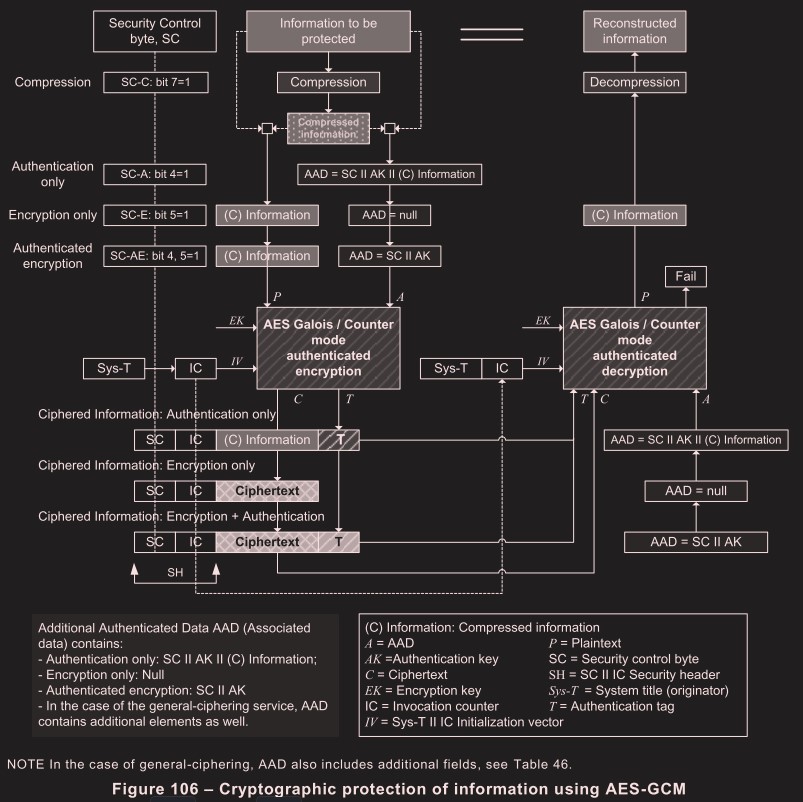 Security Control
byte, SC
Information to be
protected
Reconstructed
information
Compression
SC-C: bit 7=1
Compression
Decompression
Compressed
information
Authentication
only
SC-A: bit 4=1
AAD = SC II AK II (C) Information
Encryption only
SC-E: bit 5=1
(C) Information
AAD = null
(C) Information
Authenticated
encryption
SC-AE: bit 4, 5=1
(C) Information
AAD = SC II AK
Fail
P
A
P
EK
AES Galois / Counter
mode
authenticated
encryption
EK
AES Galois / Counter
mode
authenticated
decryption
Sys-T
IC
IV
Sys-T
IC
IV
C
T
T
C
A
Ciphered Information: Authentication only
SC
IC
(C) Information
T
AAD = SC II AK II (C) Information
Ciphered Information: Encryption only
SC
IC
Ciphertext
AAD = null
Ciphered Information: Encryption + Authentication
SC
IC
Ciphertext
T
AAD = SC II AK
SH
Additional Authenticated Data AAD (Associated
data) contains:
- Authentication only: SC II AK II (C) Information;
- Encryption only: Null
- Authenticated encryption: SC II AK
- In the case of the general-ciphering service, AAD
contains additional elements as well.
(C) Information: Compressed information
A = AAD
P = Plaintext
AK =Authentication key
SC = Security control byte
C = Ciphertext
SH = SC II IC Security header
EK = Encryption key
Sys-T = System title (originator)
IC = Invocation counter
T = Authentication tag
IV = Sys-T II IC Initialization vector
NOTE In the case of general-ciphering, AAD also includes additional fields, see Table 46.
Figure 106 – Cryptographic protection of information using AES-GCM